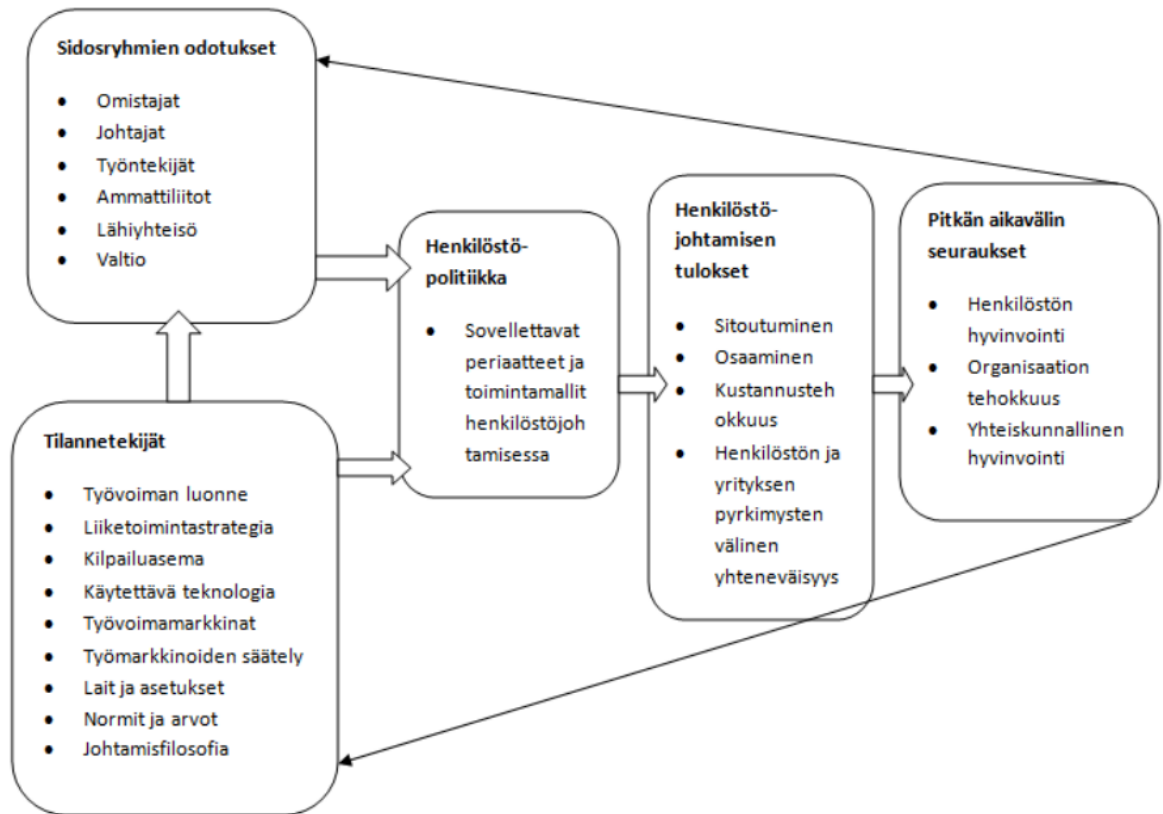 Sidosryhmien odotukset
• Omistajat
• Johtajat
• Työntekijät
• Ammattiliitot
• Lähiyhteisö
• Valtio
Tilannetekijät
• Työvoiman luonne
• Liiketoimintastrategia
• Kilpailuasema
• Käytettävä teknologia
• Työvoimamarkkinat
• Työmarkkinoiden säätely
• Lait ja asetukset
• Normit ja arvot
• Johtamisfilosofia
Henkilöstö-
politiikka
• Sovellettavat
periaatteet ja
toimintamallit
henkilöstöjoh
tamisessa
Henkilöstö-
johtamisen
tulokset
• Sitoutuminen
• Osaaminen
• Kustannusteh
okkuus
• Henkilöstön ja
yrityksen
pyrkimysten
välinen
yhteneväisyys
Pitkän aikavälin
seuraukset
• Henkilöstön
hyvinvointi
• Organisaation
tehokkuus
• Yhteiskunnallinen
hyvinvointi